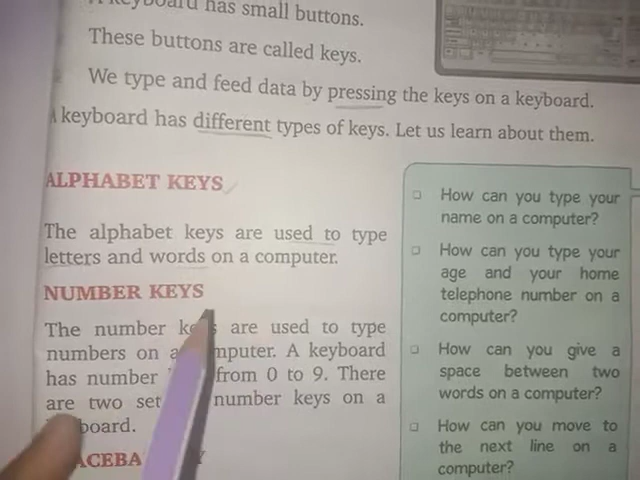 keyboard has small buttons.
These buttons are called keys.
We type and feed data by pressing the keys on a keyboard.
A keyboard has different types of keys. Let us learn about them.
ALPHABET KEYS
The alphabet keys are used to type
letters and words on a computer.
NUMBER KEYS
The number are used to type
numbers on a
A keyboard
has number from 0 to 9. There
are two number keys on a
How can you type your
name on a computer?
How can you type your
age and your home
telephone number on a
computer?
How can you give a
space between two
words on a computer?
How can you move to
the next line on a
computer?